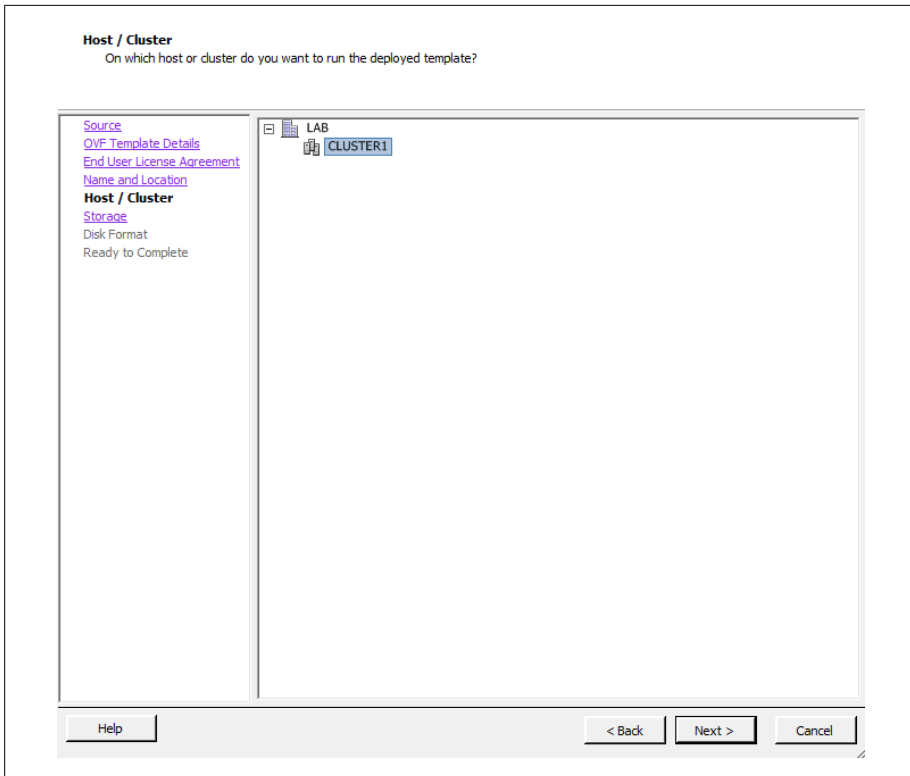 Host / Cluster
On which host or cluster do you want to run the deployed template?
Source
OVF Template Details
End User License Agreement
Name and Location
Host / Cluster
Storage
Disk Format
Ready to Complete
LAB
CLUSTER1
Help
< Back
Next >
Cancel